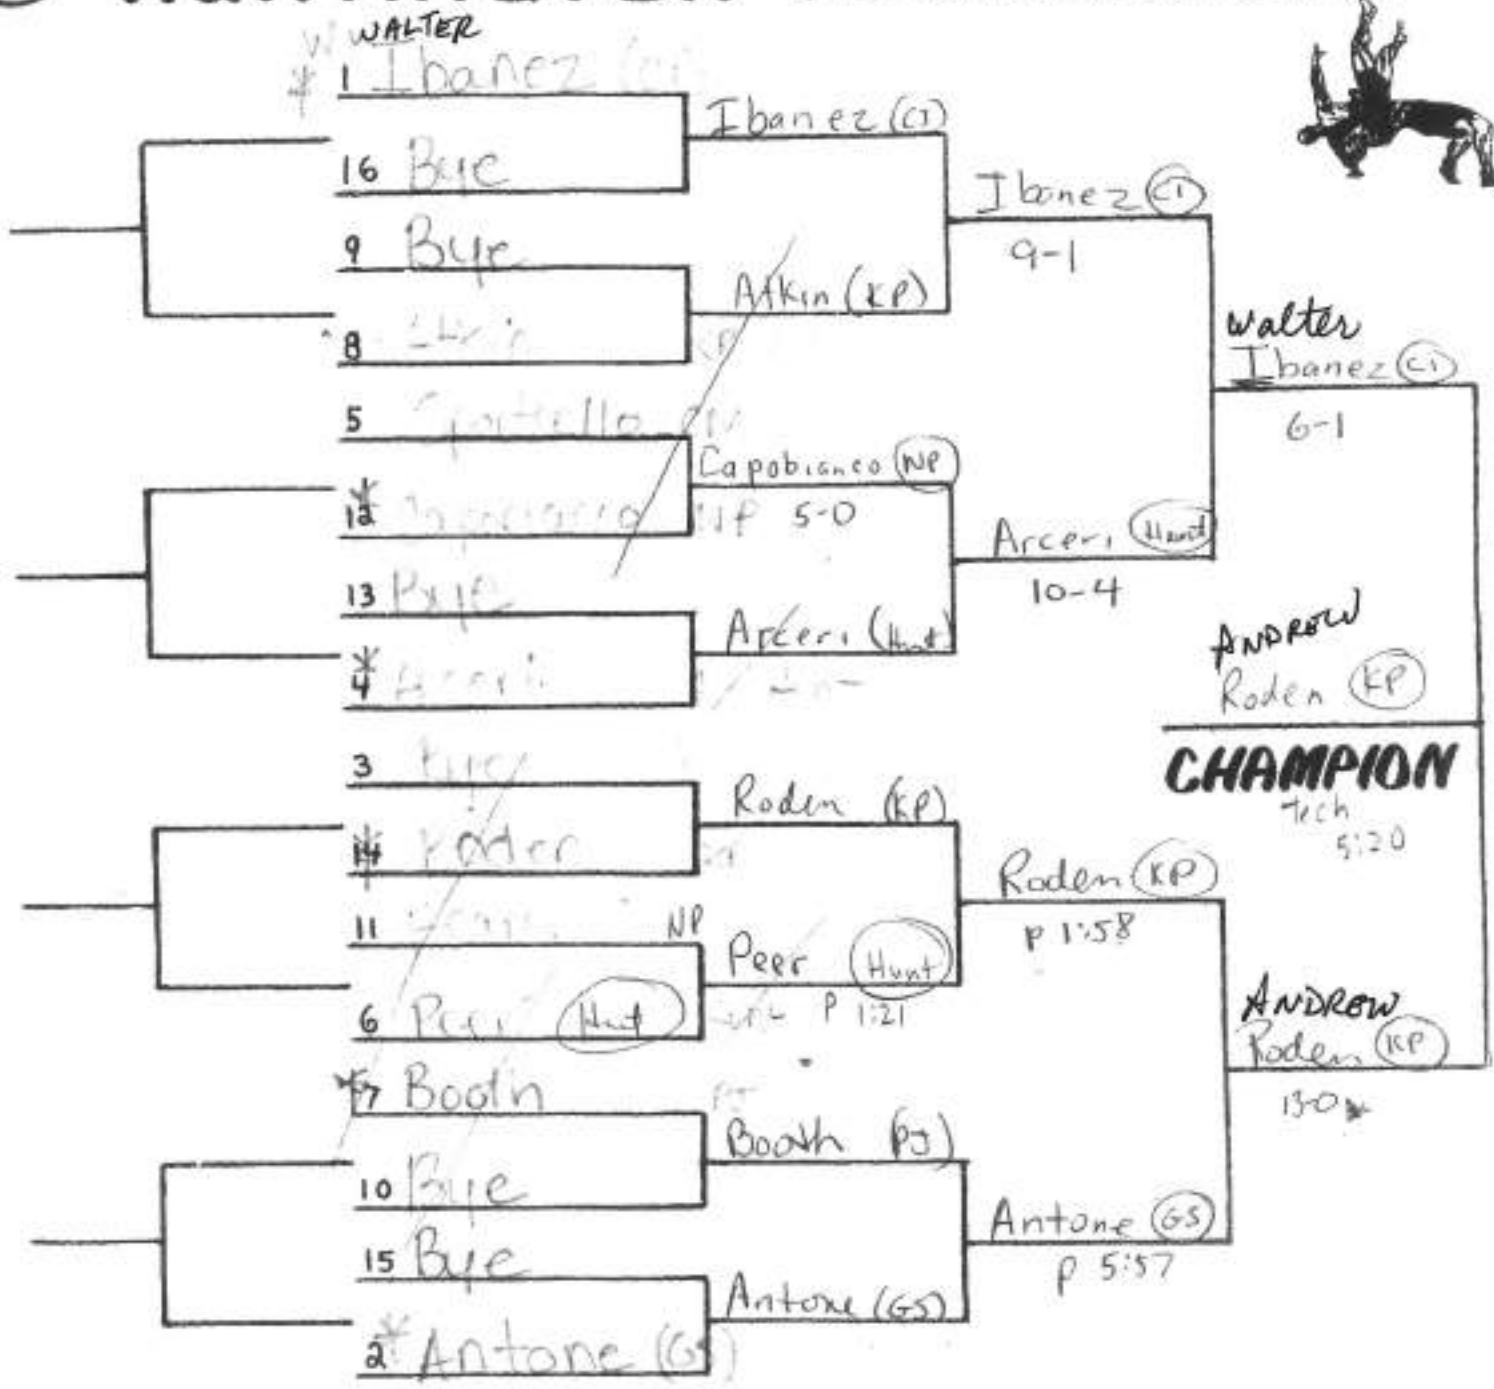 WALTER
1 Ibanez
16 Bye
9 Bye
8
5
12 NP
13 Bye
4
3
14 Roden
11 NP
6 Peer Hunt
7 Booth
10 Bye
15 Bye
2 Antone (GS)
Ibanez (CI)
Atkin (KP)
Capobianco NP
5-0
Arceri (Hunt)
Roden (KP)
Peer Hunt
P 1:21
Booth (PJ)
Antone (GS)
Ibanez CI
9-1
Arceri Hunt
10-4
Roden KP
P 1:58
Antone GS
P 5:57
Walter
Ibanez CI
6-1
ANDREW
Roden KP
13-0
ANDREW
Roden KP
CHAMPION
tech
5:20